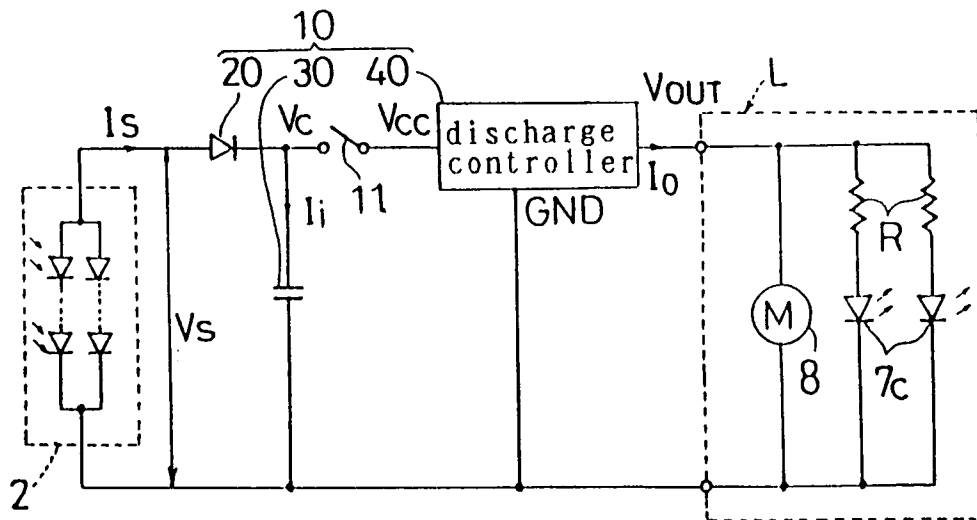 10
20 30 40
L
IS
VC
VCC
discharge
controller
VOUT
IO
11
Ii
GND
R
VS
M
8
7c
2